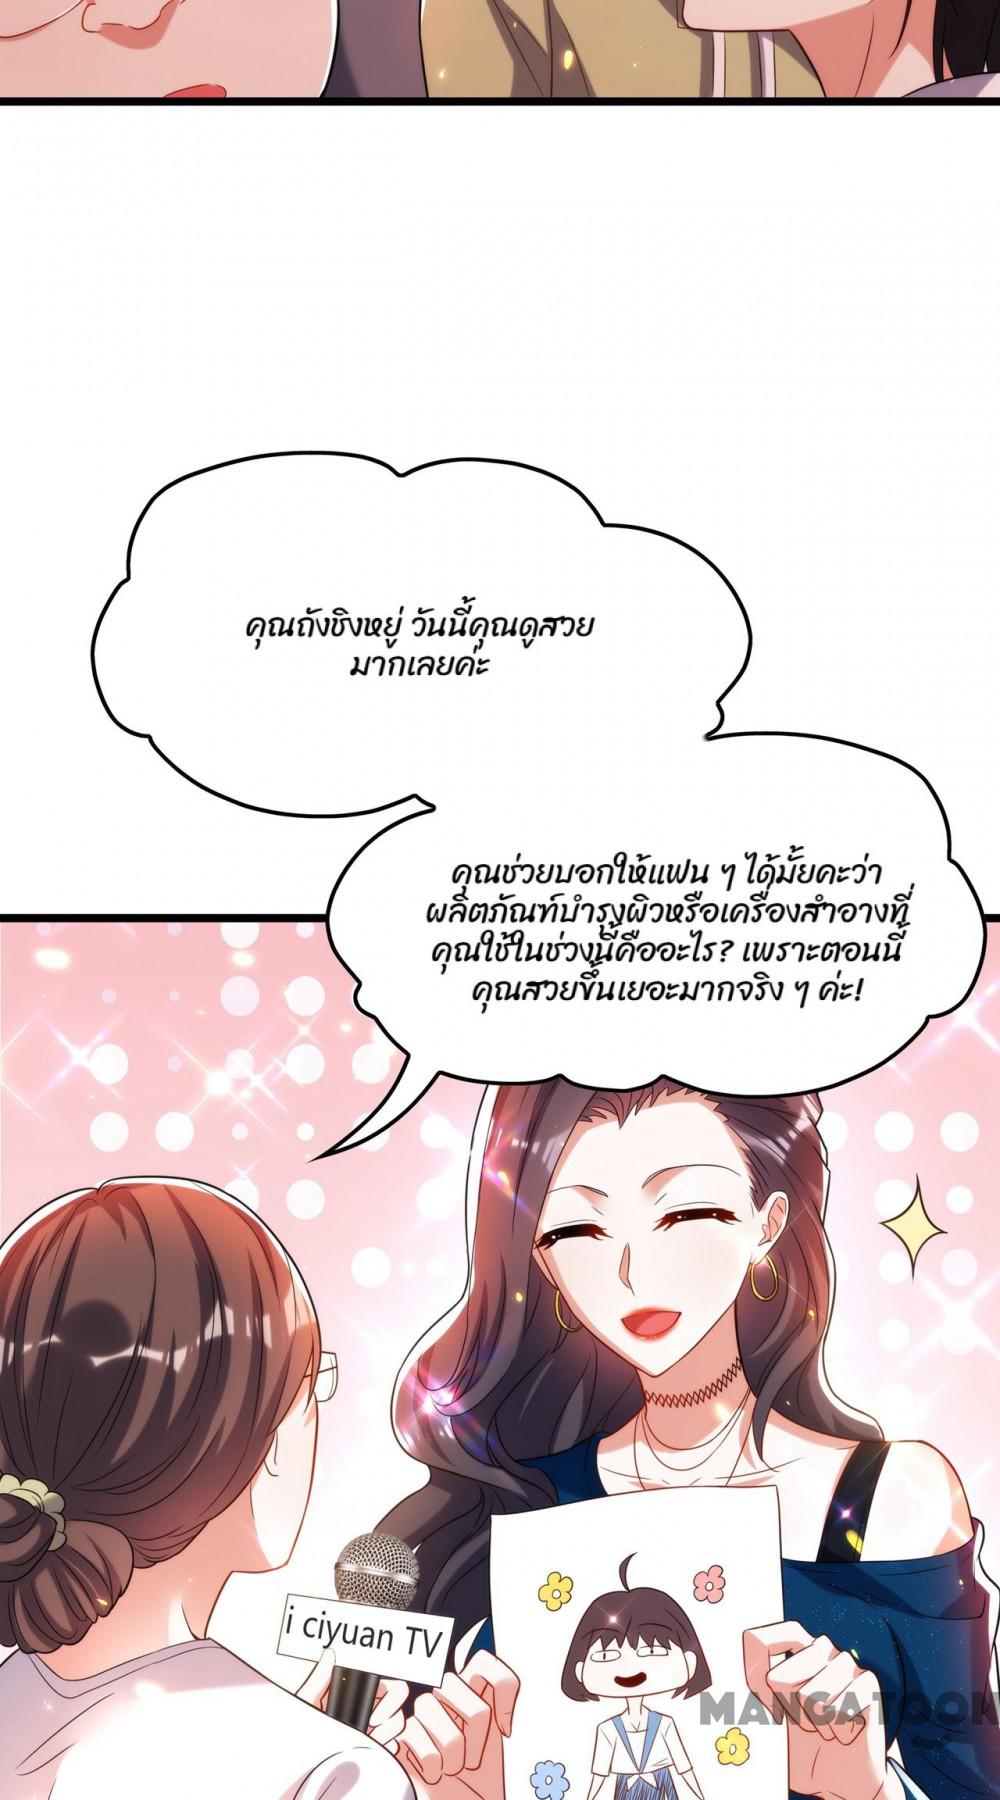 คุณถังชิงหยู่ วันนี้คุณดูสวย
มากเลยค่ะ
คุณช่วยบอกให้แฟน ๆ ได้มั้ยคะว่า
ผลิตภัณฑ์บำรุงผิวหรือเครื่องสำอางที่
คุณใช้ในช่วงนี้คืออะไร? เพราะตอนนี้
คุณสวยขึ้นเยอะมากจริง ๆ ค่ะ!
i ciyuan TV
MANGATOON